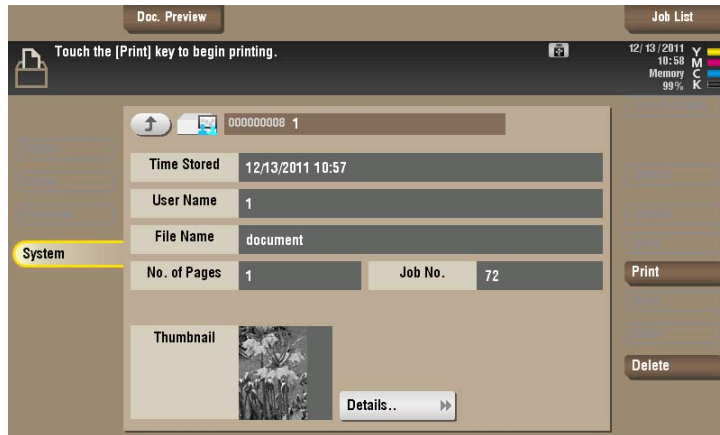 Doc. Preview
Job List
Touch the [Print] key to begin printing.
12/13/2011
10:58
Memory
99%
Y
M
C
K
000000008 1
Time Stored
12/13/2011 10:57
User Name
1
File Name
document
System
No. of Pages
1
Job No.
72
Print
Thumbnail
Delete
Details..